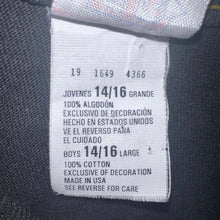 19 1649 4366
JOVENES 14/16 GRANDE
100% ALGODÓN
EXCLUSIVO DE DECORACIÓN
HECHO EN ESTADOS UNIDOS
VE EL REVERSO PARA
EL CUIDADO
BOYS 14/16 LARGE
100% COTTON
EXCLUSIVE OF DECORATION
MADE IN USA
SEE REVERSE FOR CARE